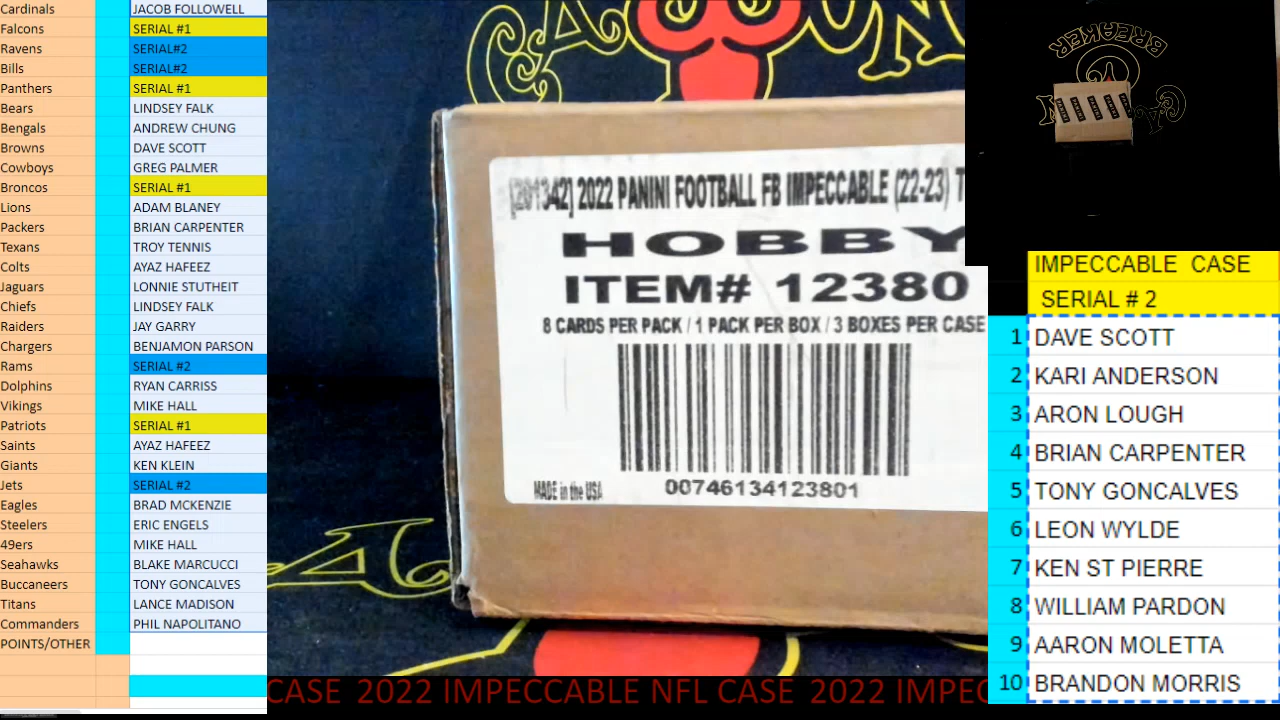 Cardinals JACOB FOLLOWELL
Falcons SERIAL #1
Ravens SERIAL#2
Bills SERIAL#2
Panthers SERIAL #1
Bears LINDSEY FALK
Bengals ANDREW CHUNG
Browns DAVE SCOTT
Cowboys GREG PALMER
Broncos SERIAL #1
Lions ADAM BLANEY
Packers BRIAN CARPENTER
Texans TROY TENNIS
Colts AYAZ HAFEEZ
Jaguars LONNIE STUTHEIT
Chiefs LINDSEY FALK
Raiders JAY GARRY
Chargers BENJAMON PARSON
Rams SERIAL #2
Dolphins RYAN CARRISS
Vikings MIKE HALL
Patriots SERIAL #1
Saints AYAZ HAFEEZ
Giants KEN KLEIN
Jets SERIAL #2
Eagles BRAD MCKENZIE
Steelers ERIC ENGELS
49ers MIKE HALL
Seahawks BLAKE MARCUCCI
Buccaneers TONY GONCALVES
Titans LANCE MADISON
Commanders PHIL NAPOLITANO
POINTS/OTHER
[201342] 2022 PANINI FOOTBALL FB IMPECCABLE (22-23) T
HOBBY
ITEM# 12380
8 CARDS PER PACK / 1 PACK PER BOX / 3 BOXES PER CASE
MADE in the USA 00746134123801
BREAKER
IMPECCABLE CASE
SERIAL # 2
1 DAVE SCOTT
2 KARI ANDERSON
3 ARON LOUGH
4 BRIAN CARPENTER
5 TONY GONCALVES
6 LEON WYLDE
7 KEN ST PIERRE
8 WILLIAM PARDON
9 AARON MOLETTA
10 BRANDON MORRIS
CASE 2022 IMPECCABLE NFL CASE 2022 IMPEC